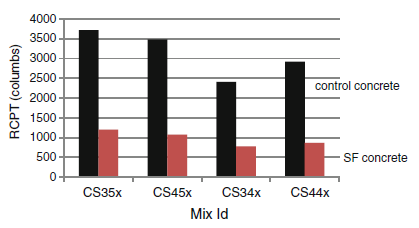 4000
3500
3000
2500
2000
1500
1000
500
0
RCPT (columbs)
control concrete
SF concrete
CS35x CS45x CS34x CS44x
Mix Id